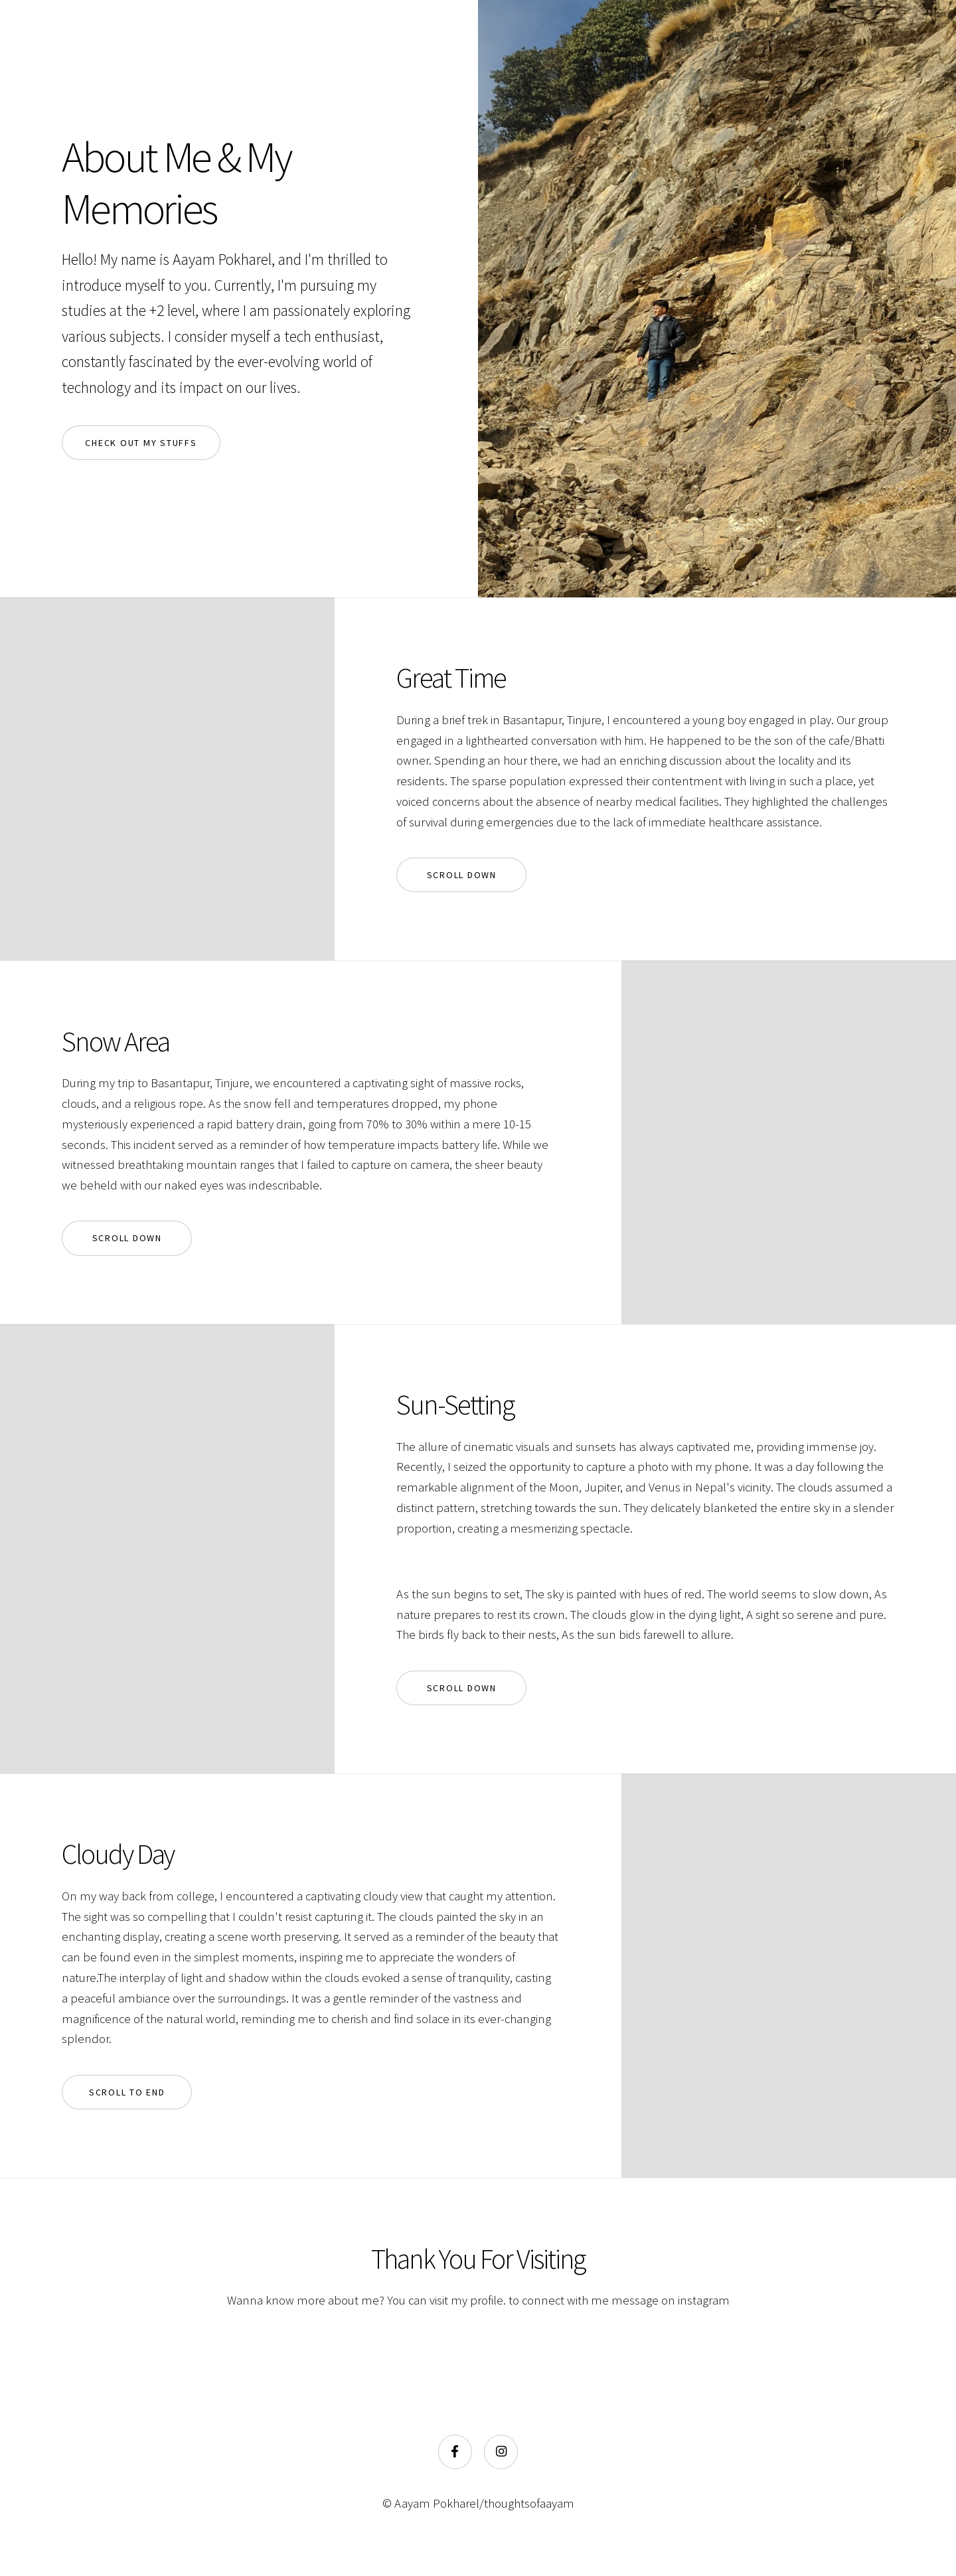 About Me & My
Memories
Hello! My name is Aayam Pokharel, and I'm thrilled to
introduce myself to you. Currently, I'm pursuing my
studies at the +2 level, where I am passionately exploring
various subjects. I consider myself a tech enthusiast,
constantly fascinated by the ever-evolving world of
technology and its impact on our lives.
CHECK OUT MY STUFFS
Great Time
During a brief trek in Basantapur, Tinjure, I encountered a young boy engaged in play. Our group
engaged in a lighthearted conversation with him. He happened to be the son of the cafe/Bhatti
owner. Spending an hour there, we had an enriching discussion about the locality and its
residents. The sparse population expressed their contentment with living in such a place, yet
voiced concerns about the absence of nearby medical facilities. They highlighted the challenges
of survival during emergencies due to the lack of immediate healthcare assistance.
SCROLL DOWN
Snow Area
During my trip to Basantapur, Tinjure, we encountered a captivating sight of massive rocks,
clouds, and a religious rope. As the snow fell and temperatures dropped, my phone
mysteriously experienced a rapid battery drain, going from 70% to 30% within a mere 10-15
seconds. This incident served as a reminder of how temperature impacts battery life. While we
witnessed breathtaking mountain ranges that I failed to capture on camera, the sheer beauty
we beheld with our naked eyes was indescribable.
SCROLL DOWN
Sun-Setting
The allure of cinematic visuals and sunsets has always captivated me, providing immense joy.
Recently, I seized the opportunity to capture a photo with my phone. It was a day following the
remarkable alignment of the Moon, Jupiter, and Venus in Nepal's vicinity. The clouds assumed a
distinct pattern, stretching towards the sun. They delicately blanketed the entire sky in a slender
proportion, creating a mesmerizing spectacle.
As the sun begins to set, The sky is painted with hues of red. The world seems to slow down, As
nature prepares to rest its crown. The clouds glow in the dying light, A sight so serene and pure.
The birds fly back to their nests, As the sun bids farewell to allure.
SCROLL DOWN
Cloudy Day
On my way back from college, I encountered a captivating cloudy view that caught my attention.
The sight was so compelling that I couldn't resist capturing it. The clouds painted the sky in an
enchanting display, creating a scene worth preserving. It served as a reminder of the beauty that
can be found even in the simplest moments, inspiring me to appreciate the wonders of
nature.The interplay of light and shadow within the clouds evoked a sense of tranquility, casting
a peaceful ambiance over the surroundings. It was a gentle reminder of the vastness and
magnificence of the natural world, reminding me to cherish and find solace in its ever-changing
splendor.
SCROLL TO END
Thank You For Visiting
Wanna know more about me? You can visit my profile. to connect with me message on instagram
© Aayam Pokharel/thoughtsofaayam